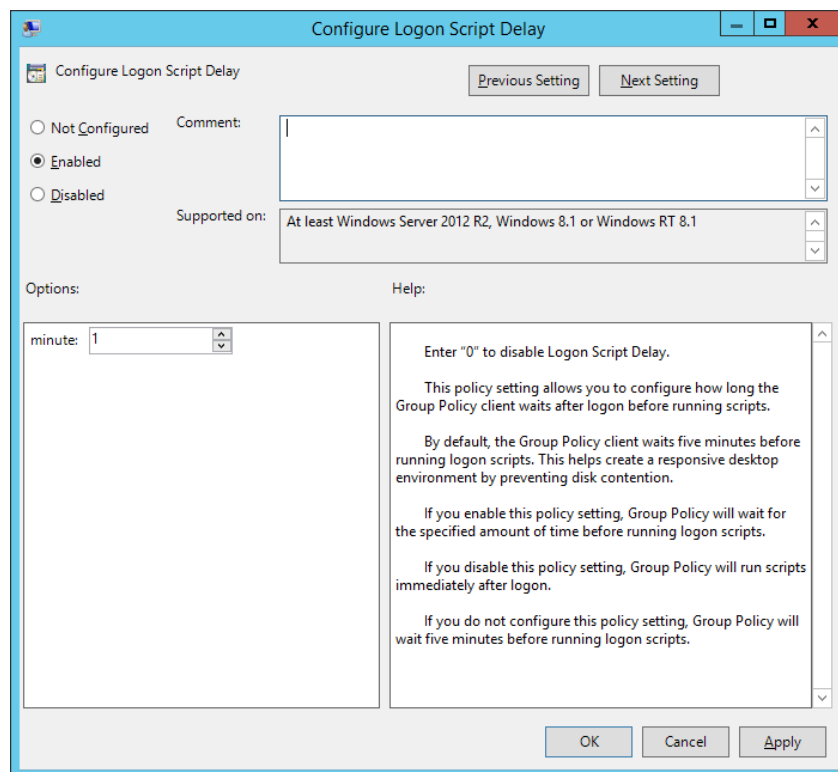 Configure Logon Script Delay
Configure Logon Script Delay
Previous Setting
Next Setting
Not Configured
Comment:
Enabled
Disabled
Supported on:
At least Windows Server 2012 R2, Windows 8.1 or Windows RT 8.1
Options:
Help:
minute: 1
Enter "0" to disable Logon Script Delay.
This policy setting allows you to configure how long the
Group Policy client waits after logon before running scripts.
By default, the Group Policy client waits five minutes before
running logon scripts. This helps create a responsive desktop
environment by preventing disk contention.
If you enable this policy setting, Group Policy will wait for
the specified amount of time before running logon scripts.
If you disable this policy setting, Group Policy will run scripts
immediately after logon.
If you do not configure this policy setting, Group Policy will
wait five minutes before running logon scripts.
OK
Cancel
Apply